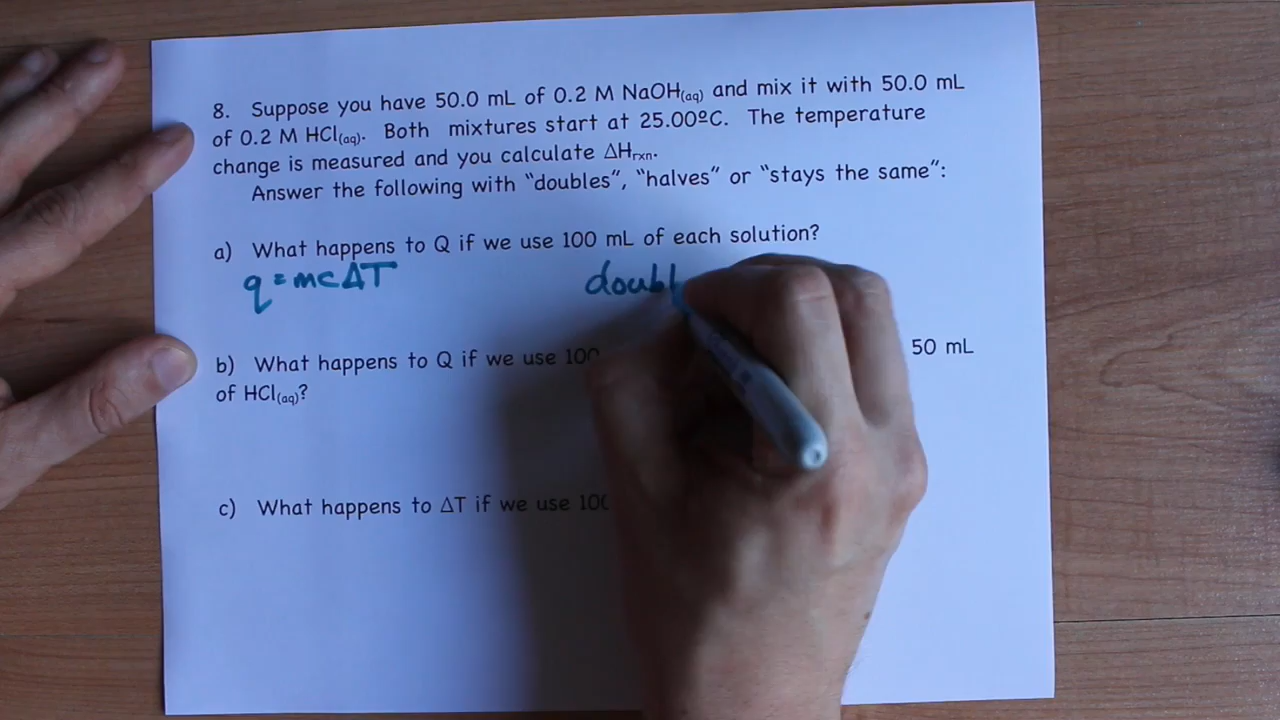 8. Suppose you have 50.0 mL of 0.2 M NaOH(aq) and mix it with 50.0 mL
of 0.2 M HCl(aq). Both mixtures start at 25.00ºC. The temperature
change is measured and you calculate ΔHrxn.
Answer the following with “doubles”, “halves” or “stays the same”:
a) What happens to Q if we use 100 mL of each solution?
q = mcΔT doubl
b) What happens to Q if we use 100 50 mL
of HCl(aq)?
c) What happens to ΔT if we use 100